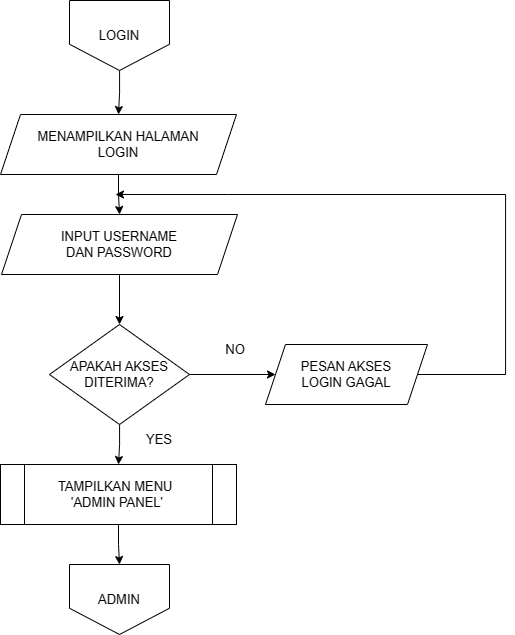 LOGIN
MENAMPILKAN HALAMAN
LOGIN
INPUT USERNAME
DAN PASSWORD
APAKAH AKSES
DITERIMA?
NO
PESAN AKSES
LOGIN GAGAL
YES
TAMPILKAN MENU
'ADMIN PANEL'
ADMIN